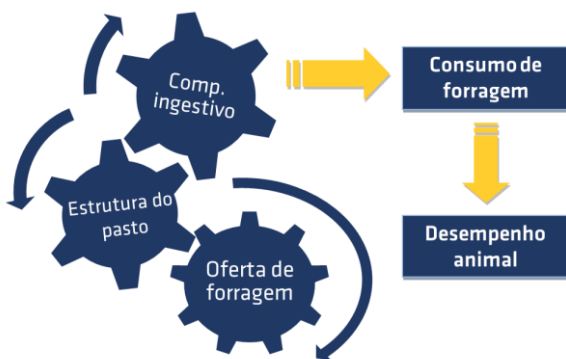 Comp.
ingestivo
Estrutura do
pasto
Oferta de
forragem
Consumo de
forragem
Desempenho
animal